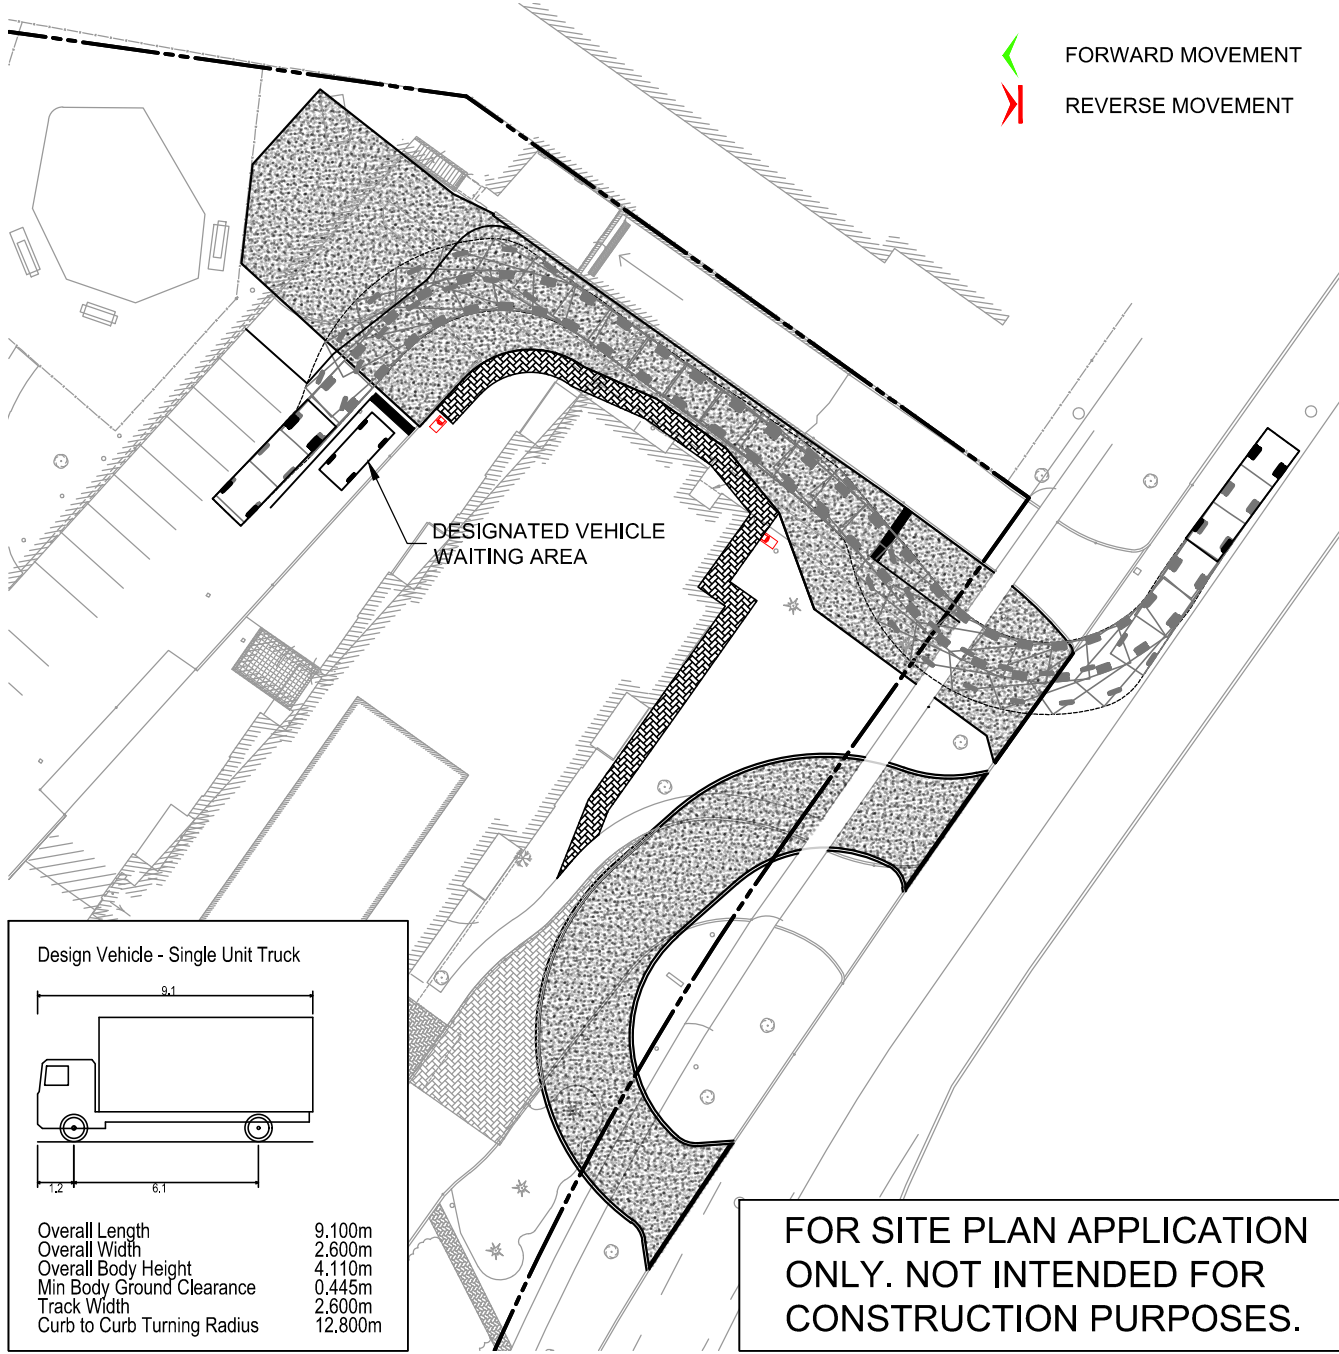 FORWARD MOVEMENT
REVERSE MOVEMENT
DESIGNATED VEHICLE
WAITING AREA
Design Vehicle - Single Unit Truck
9.1
1.2
6.1
Overall Length 9.100m
Overall Width 2.600m
Overall Body Height 4.110m
Min Body Ground Clearance 0.445m
Track Width 2.600m
Curb to Curb Turning Radius 12.800m
FOR SITE PLAN APPLICATION
ONLY. NOT INTENDED FOR
CONSTRUCTION PURPOSES.